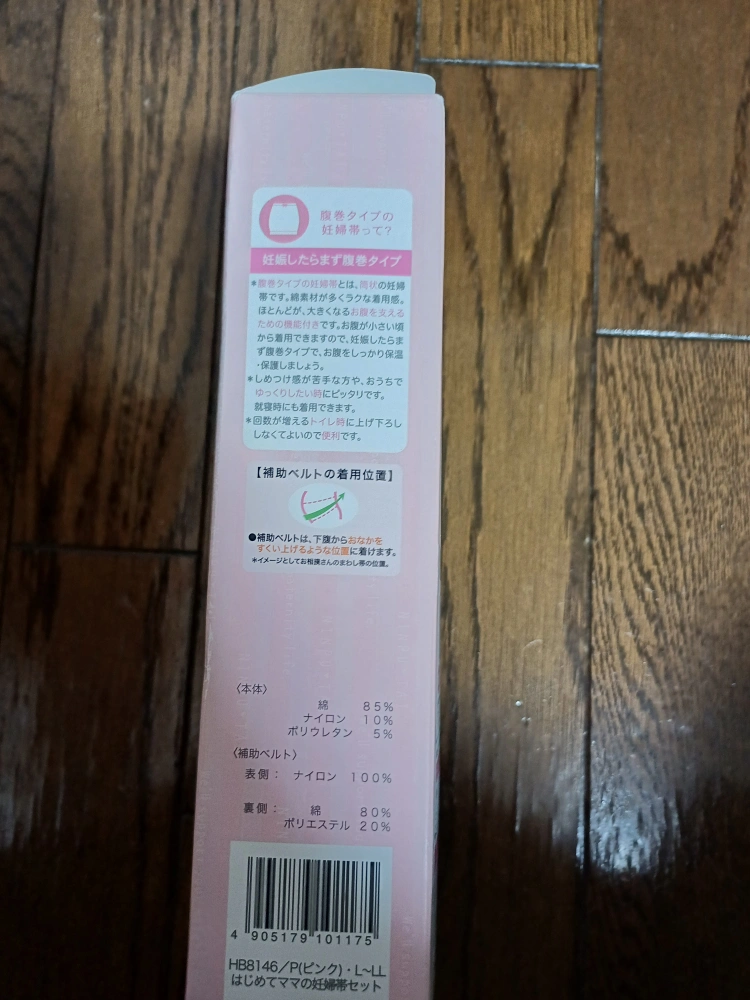 腹巻タイプの
妊婦帯って?
妊娠したらまず腹巻タイプ
*腹巻タイプの妊婦帯とは、筒状の妊婦
帯です。綿素材が多くラクな着用感。
ほとんどが、大きくなるお腹を支える
ための機能付きです。お腹が小さい頃
から着用できますので、妊娠したらま
ず腹巻タイプで、お腹をしっかり保温
・保護しましょう。
*しめつけ感が苦手な方や、おうちで
ゆっくりしたい時にピッタリです。
就寝時にも着用できます。
*回数が増えるトイレ時に上げ下ろし
しなくてよいので便利です。
【補助ベルトの着用位置】
●補助ベルトは、下腹からおなかを
すくい上げるような位置に着けます。
*イメージとしてお相撲さんのまわし帯の位置。
〈本体〉
綿 85%
ナイロン 10%
ポリウレタン 5%
〈補助ベルト〉
表側: ナイロン 100%
裏側: 綿 80%
ポリエステル 20%
4 905179 101175
HB8146/P(ピンク)・L~LL
はじめてママの妊婦帯セット